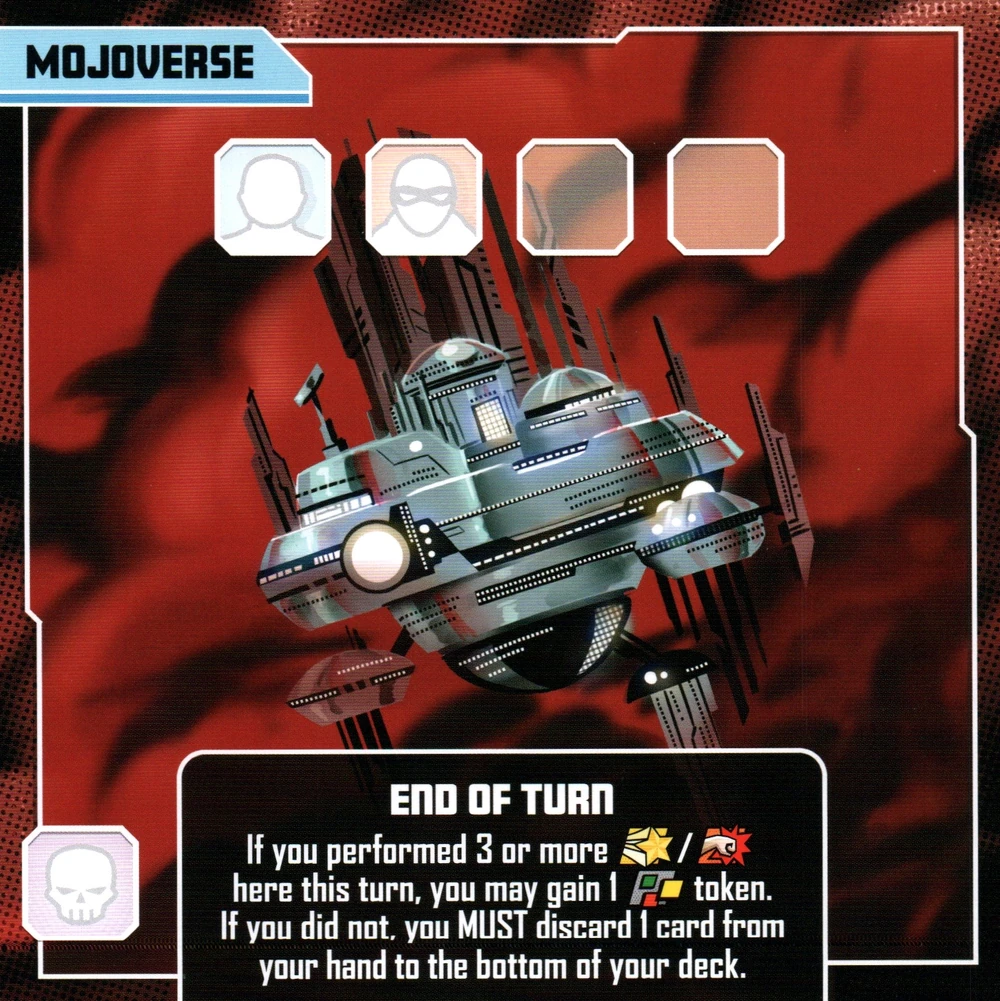 MOJOVERSE
END OF TURN
If you performed 3 or more /
here this turn, you may gain 1 token.
If you did not, you MUST discard 1 card from
your hand to the bottom of your deck.